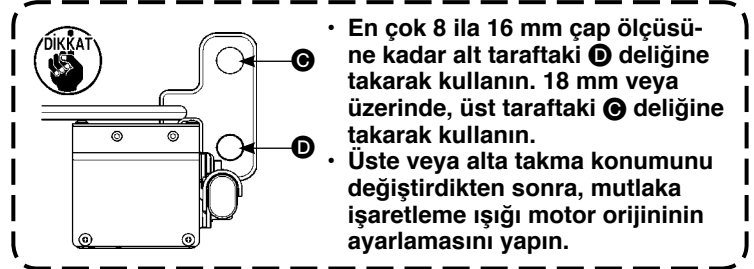 DİKKAT
C
D
• En çok 8 ila 16 mm çap ölçüsü-
ne kadar alt taraftaki D deliğine
takarak kullanın. 18 mm veya
üzerinde, üst taraftaki C deliğine
takarak kullanın.
• Üste veya alta takma konumunu
değiştirdikten sonra, mutlaka
işaretleme ışığı motor orijininin
ayarlamasını yapın.